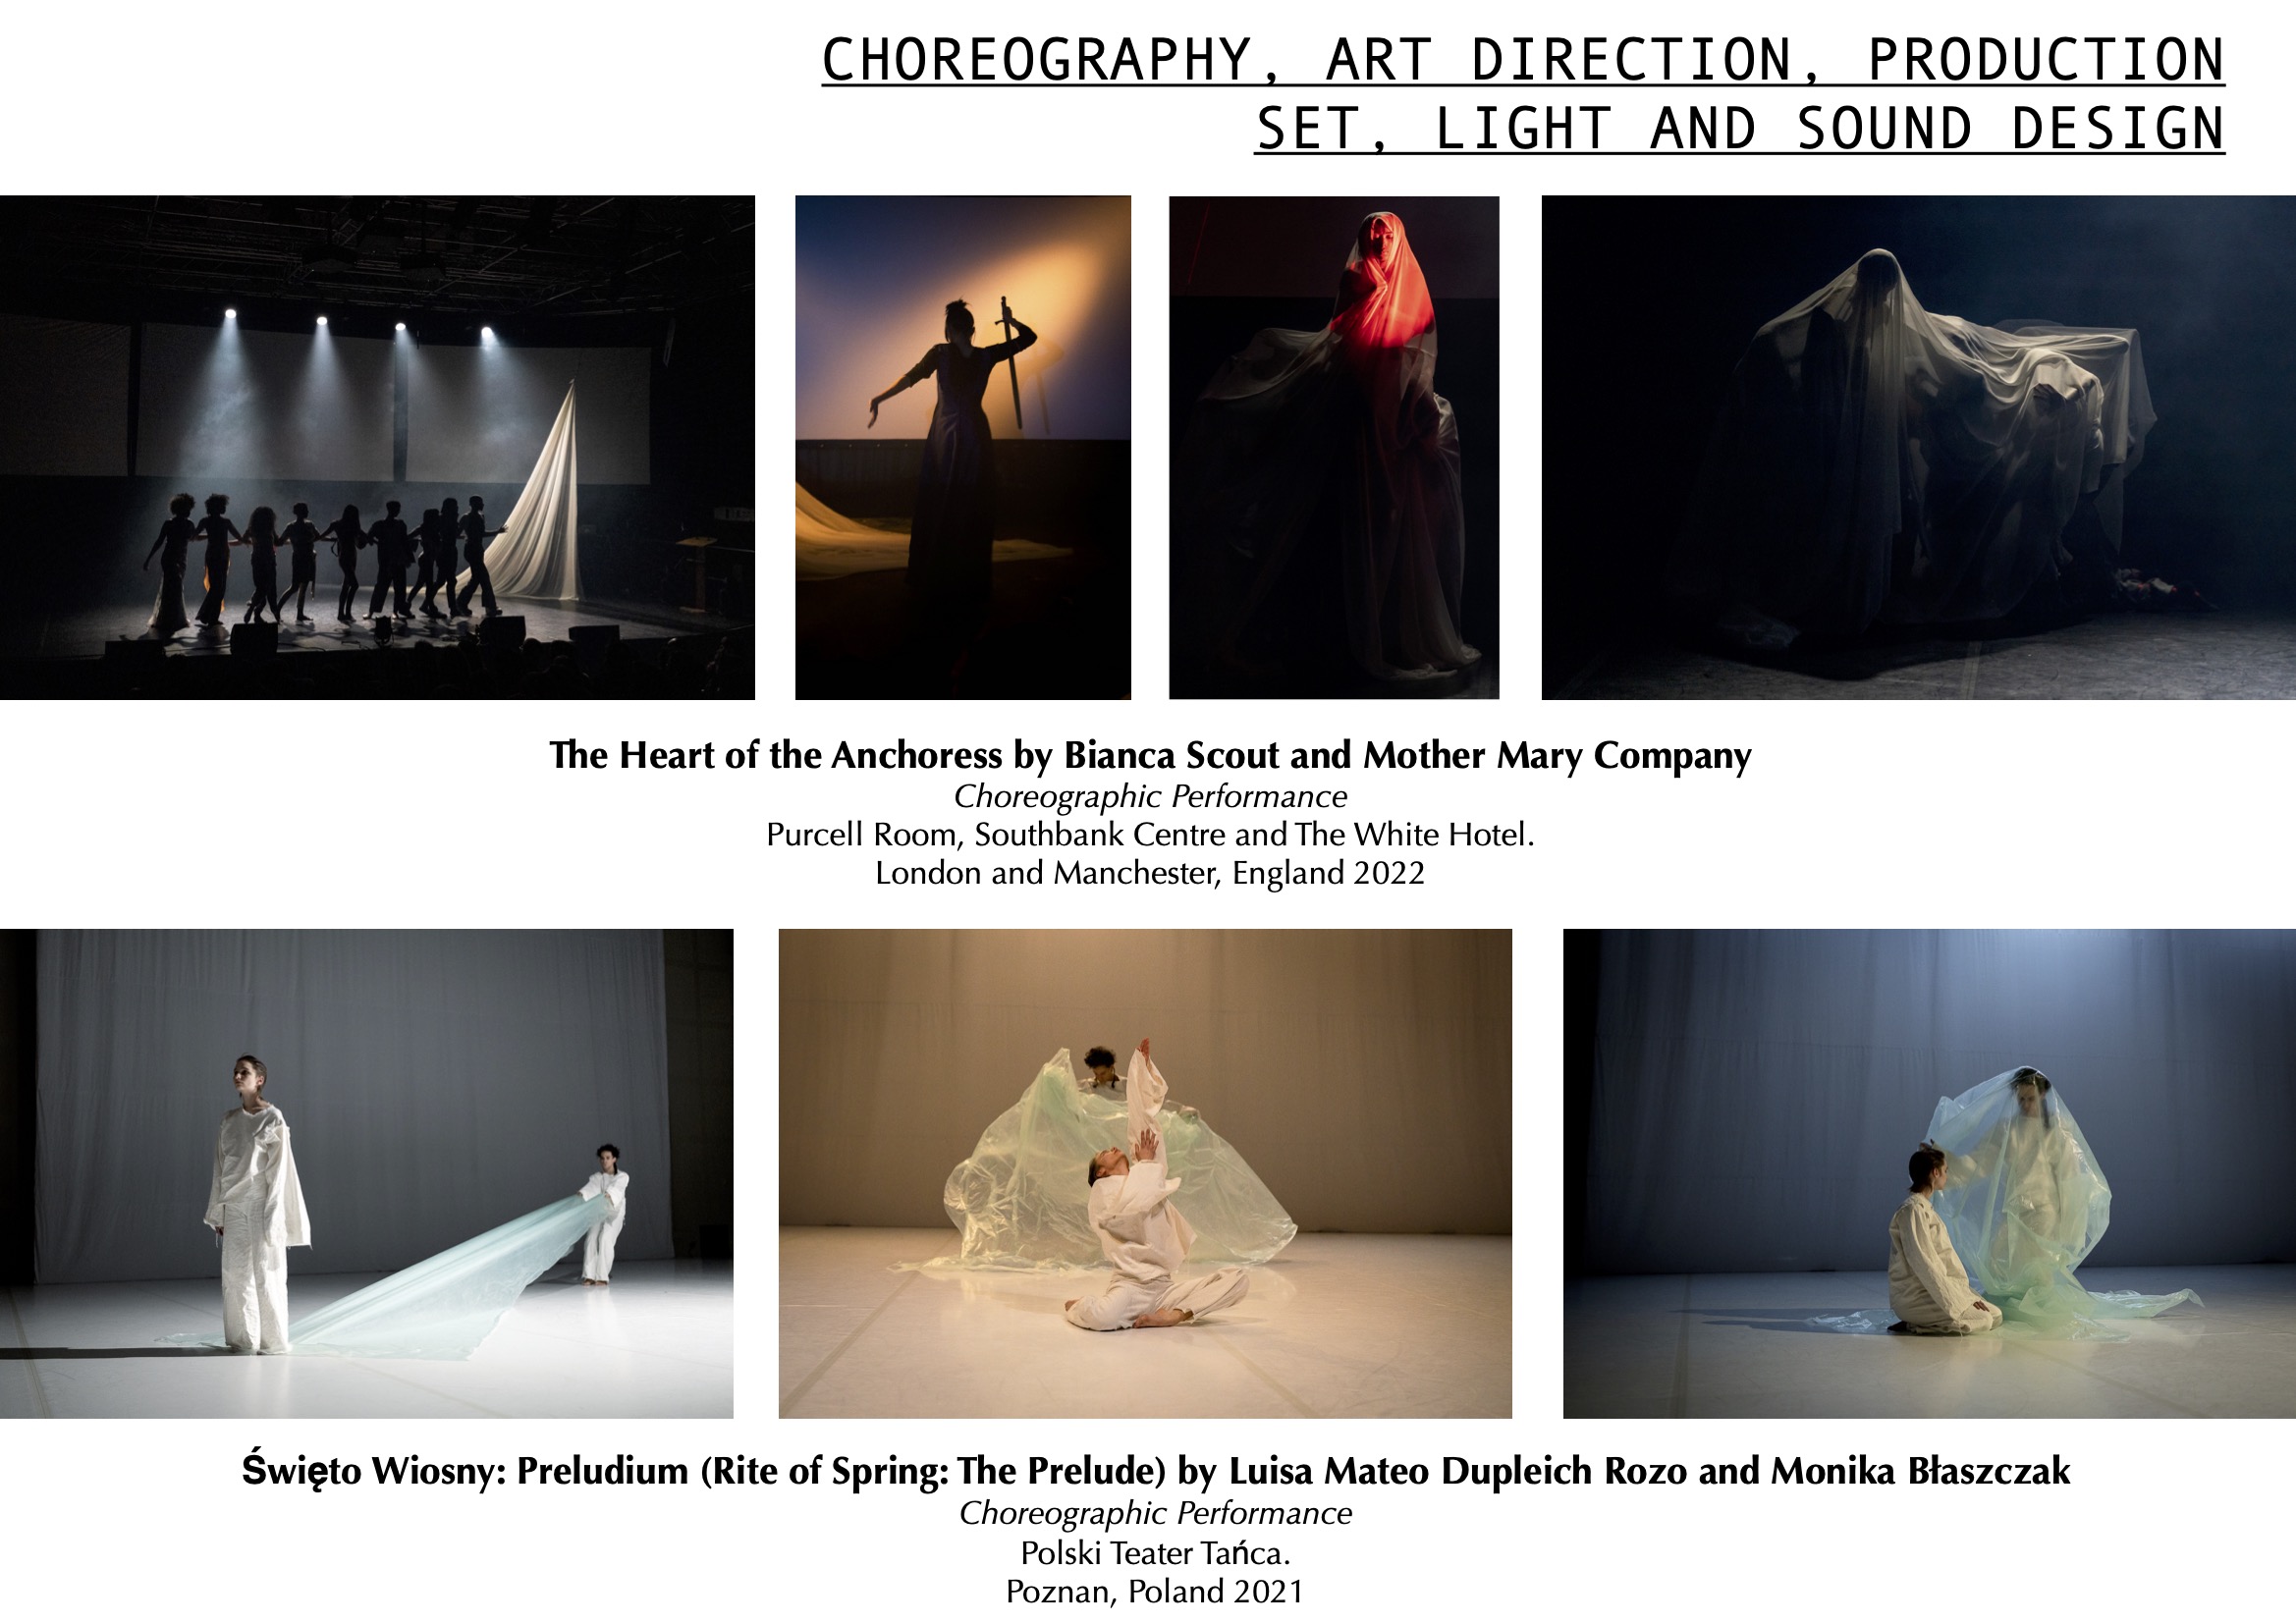 CHOREOGRAPHY, ART DIRECTION, PRODUCTION
SET, LIGHT AND SOUND DESIGN
The Heart of the Anchoress by Bianca Scout and Mother Mary Company
Choreographic Performance
Purcell Room, Southbank Centre and The White Hotel.
London and Manchester, England 2022
Święto Wiosny: Preludium (Rite of Spring: The Prelude) by Luisa Mateo Dupleich Rozo and Monika Błaszczak
Choreographic Performance
Polski Teater Tańca.
Poznan, Poland 2021